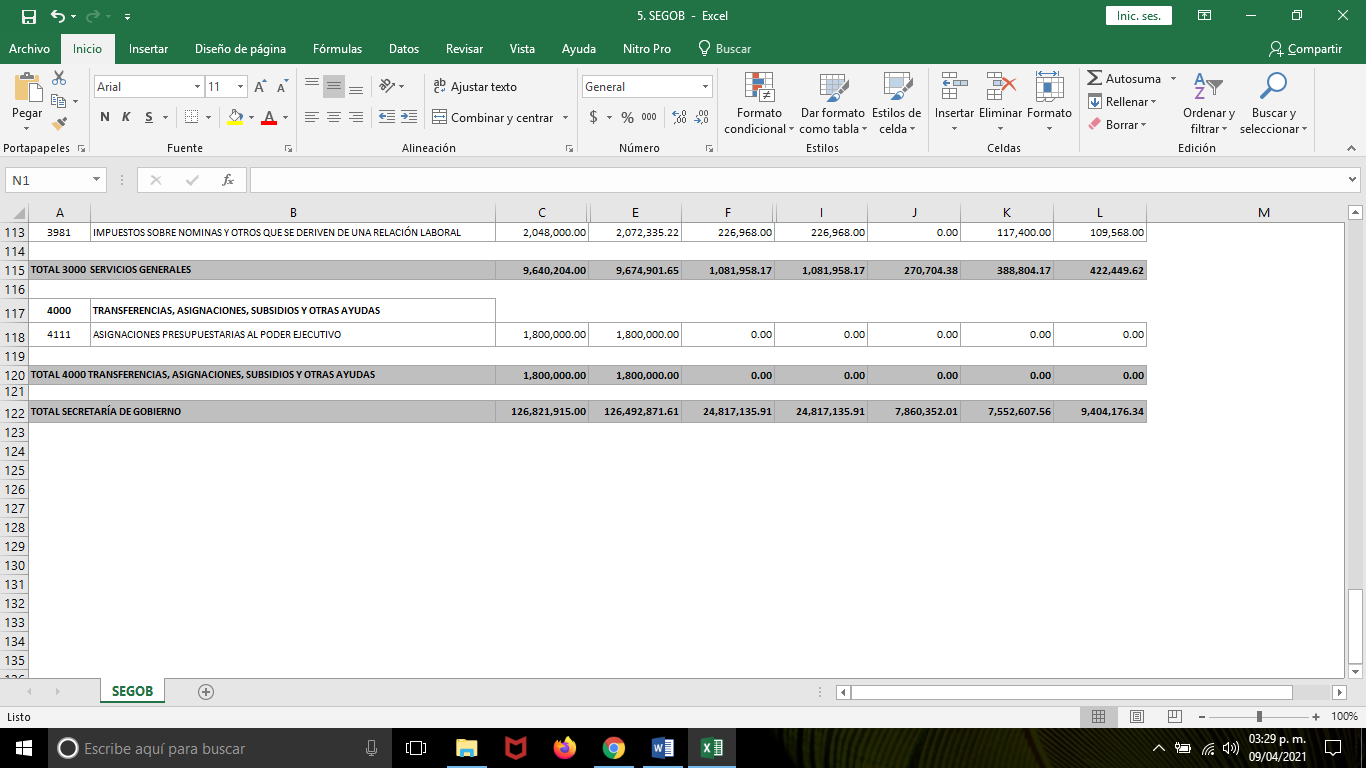 5. SEGOB - Excel
Inic. ses.
Archivo Inicio Insertar Diseño de página Fórmulas Datos Revisar Vista Ayuda Nitro Pro Buscar Compartir
Pegar
Arial 11
N K S
Ajustar texto
Combinar y centrar
General
$ % 000
Formato condicional
Dar formato como tabla
Estilos de celda
Insertar Eliminar Formato
Autosuma
Rellenar
Borrar
Ordenar y filtrar
Buscar y seleccionar
Portapapeles Fuente Alineación Número Estilos Celdas Edición
N1 fx
A B C E F I J K L M
113 3981 IMPUESTOS SOBRE NOMINAS Y OTROS QUE SE DERIVEN DE UNA RELACIÓN LABORAL 2,048,000.00 2,072,335.22 226,968.00 226,968.00 0.00 117,400.00 109,568.00
114
115 TOTAL 3000 SERVICIOS GENERALES 9,640,204.00 9,674,901.65 1,081,958.17 1,081,958.17 270,704.38 388,804.17 422,449.62
116
117 4000 TRANSFERENCIAS, ASIGNACIONES, SUBSIDIOS Y OTRAS AYUDAS
118 4111 ASIGNACIONES PRESUPUESTARIAS AL PODER EJECUTIVO 1,800,000.00 1,800,000.00 0.00 0.00 0.00 0.00 0.00
119
120 TOTAL 4000 TRANSFERENCIAS, ASIGNACIONES, SUBSIDIOS Y OTRAS AYUDAS 1,800,000.00 1,800,000.00 0.00 0.00 0.00 0.00 0.00
121
122 TOTAL SECRETARÍA DE GOBIERNO 126,821,915.00 126,492,871.61 24,817,135.91 24,817,135.91 7,860,352.01 7,552,607.56 9,404,176.34
123
124
125
126
127
128
129
130
131
132
133
134
135
SEGOB
Listo 100%
Escribe aquí para buscar
03:29 p. m.
09/04/2021